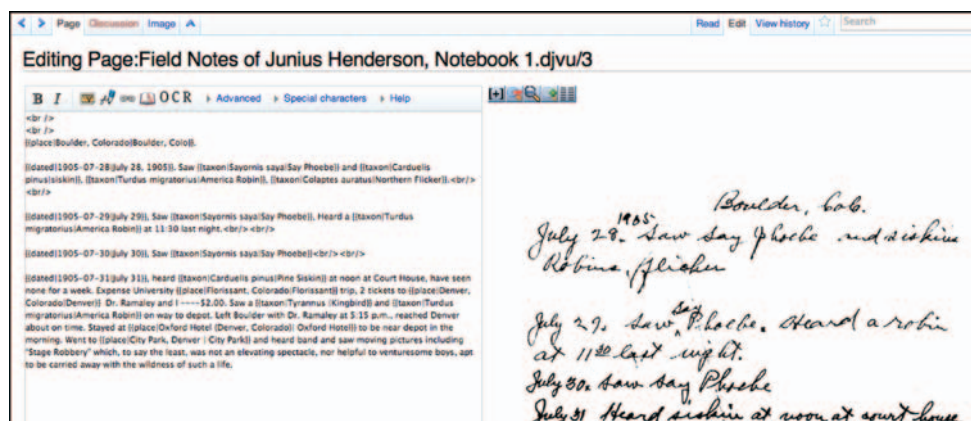 Page Discussion Image
Read Edit View history Search
Editing Page:Field Notes of Junius Henderson, Notebook 1.djvu/3
B I OCR Advanced Special characters Help
<br />
<br />
{{place|Boulder, Colorado|Boulder, Colo}}.
{{dated|1905-07-28|July 28, 1905}}. Saw {{taxon|Sayornis saya|Say Phoebe}} and {{taxon|Carduelis
pinus|siskin}}, {{taxon|Turdus migratorius|America Robin}}, {{taxon|Colaptes auratus|Northern Flicker}}.<br/>
<br/>
{{dated|1905-07-29|July 29}}, Saw {{taxon|Sayornis saya|Say Phoebe}}, Heard a {{taxon|Turdus
migratorius|America Robin}} at 11:30 last night.<br/> <br/>
{{dated|1905-07-30|July 30}}, Saw {{taxon|Sayornis saya|Say Phoebe}}<br/><br/>
{{dated|1905-07-31|July 31}}, heard {{taxon|Carduelis pinus|Pine Siskin}} at noon at Court House, have seen
none for a week. Expense University {{place|Florissant, Colorado|Florissant}} trip, 2 tickets to {{place|Denver,
Colorado|Denver}} Dr. Ramaley and I ----$2.00. Saw a {{taxon|Tyrannus |Kingbird}} and {{taxon|Turdus
migratorius|America Robin}} on way to depot. Left Boulder with Dr. Ramaley at 5:15 p.m., reached Denver
about on time. Stayed at {{place|Oxford Hotel (Denver, Colorado)| Oxford Hotel}} to be near depot in the
morning. Went to {{place|City Park, Denver | City Park}} and heard band and saw moving pictures including
"Stage Robbery" which, to say the least, was not an elevating spectacle, nor helpful to venturesome boys, apt
to be carried away with the wildness of such a life.
Boulder, Colo.
July 28. 1905 Saw Say Phoebe and siskins
Robins, flicker
July 29. Saw Say Phoebe. Heard a robin
at 11 30 last night.
July 30. Saw Say Phoebe
July 31 Heard siskin at noon at court house